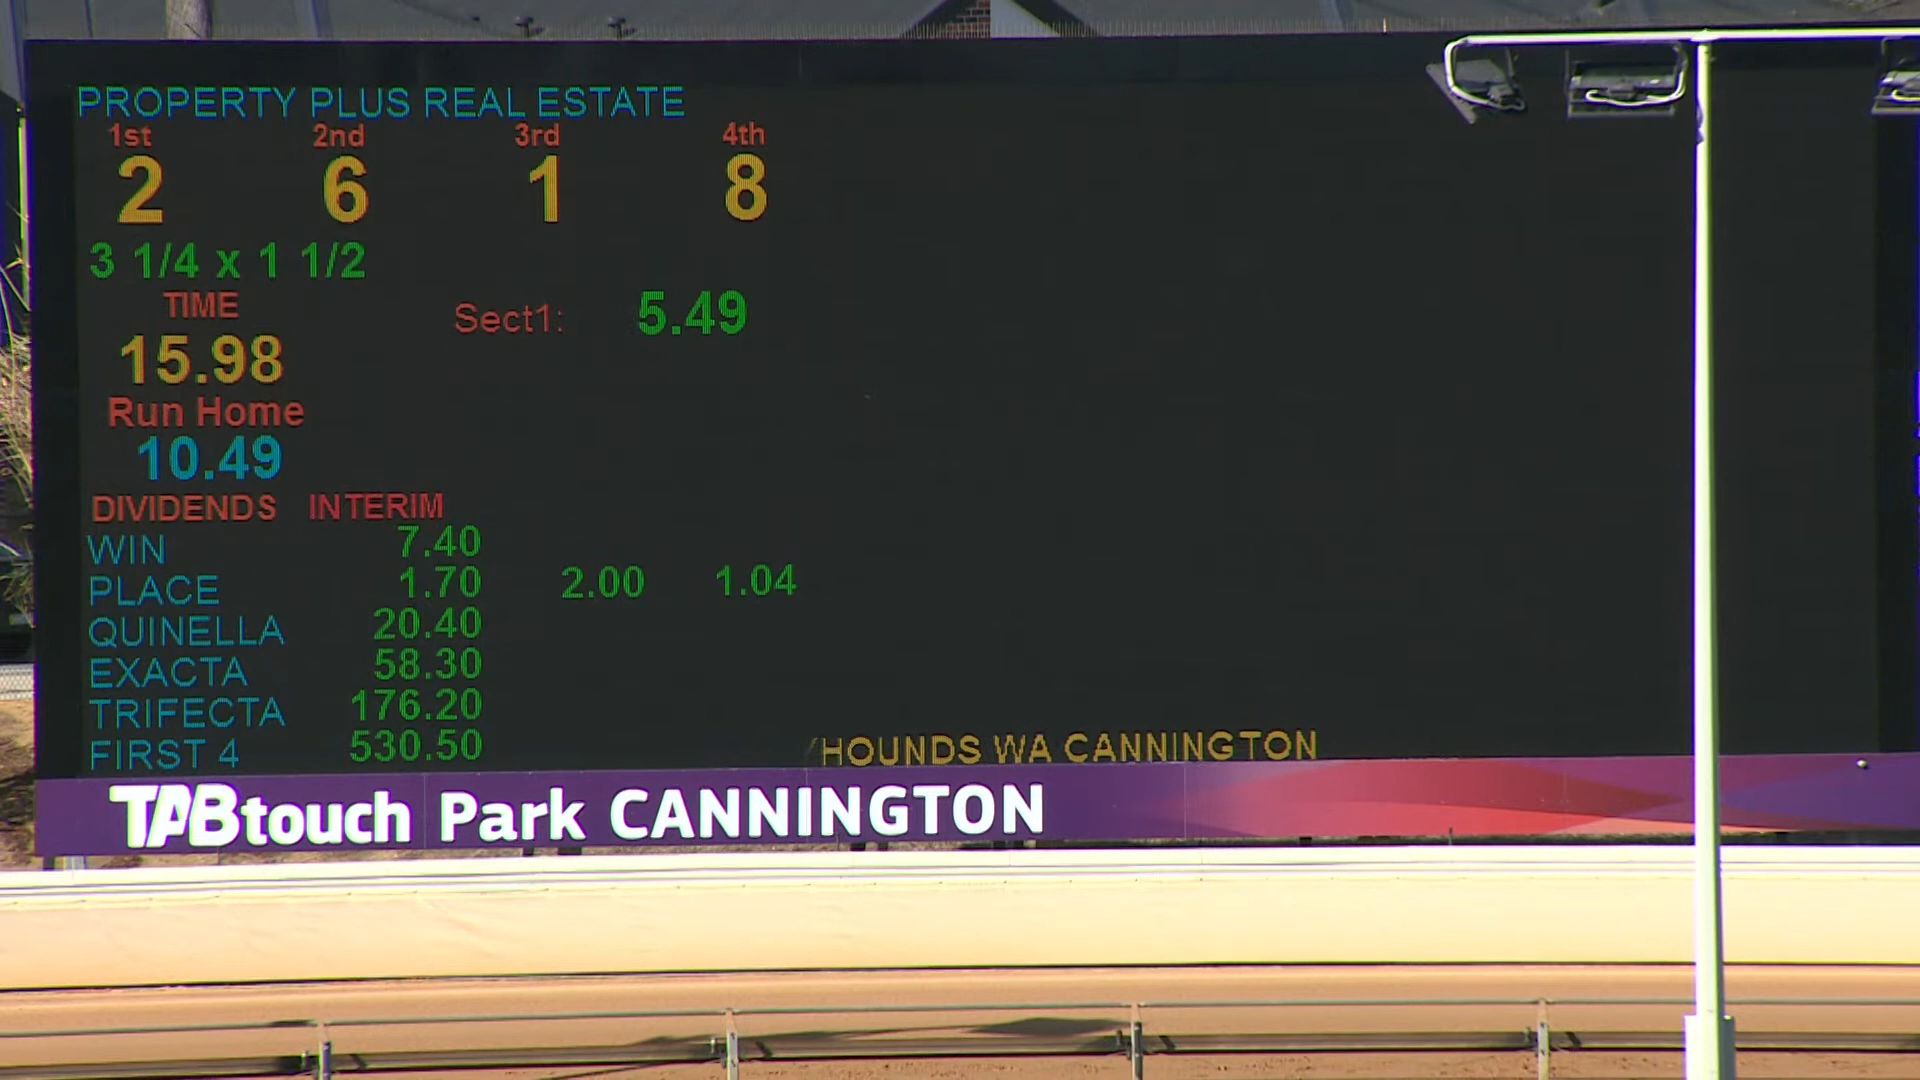 PROPERTY PLUS REAL ESTATE
1st 2nd 3rd 4th
2 6 1 8
3 1/4 x 1 1/2
TIME
Sect1: 5.49
15.98
Run Home
10.49
DIVIDENDS INTERIM
WIN 7.40
PLACE 1.70 2.00 1.04
QUINELLA 20.40
EXACTA 58.30
TRIFECTA 176.20
FIRST 4 530.50
HOUNDS WA CANNINGTON
TABtouch Park CANNINGTON